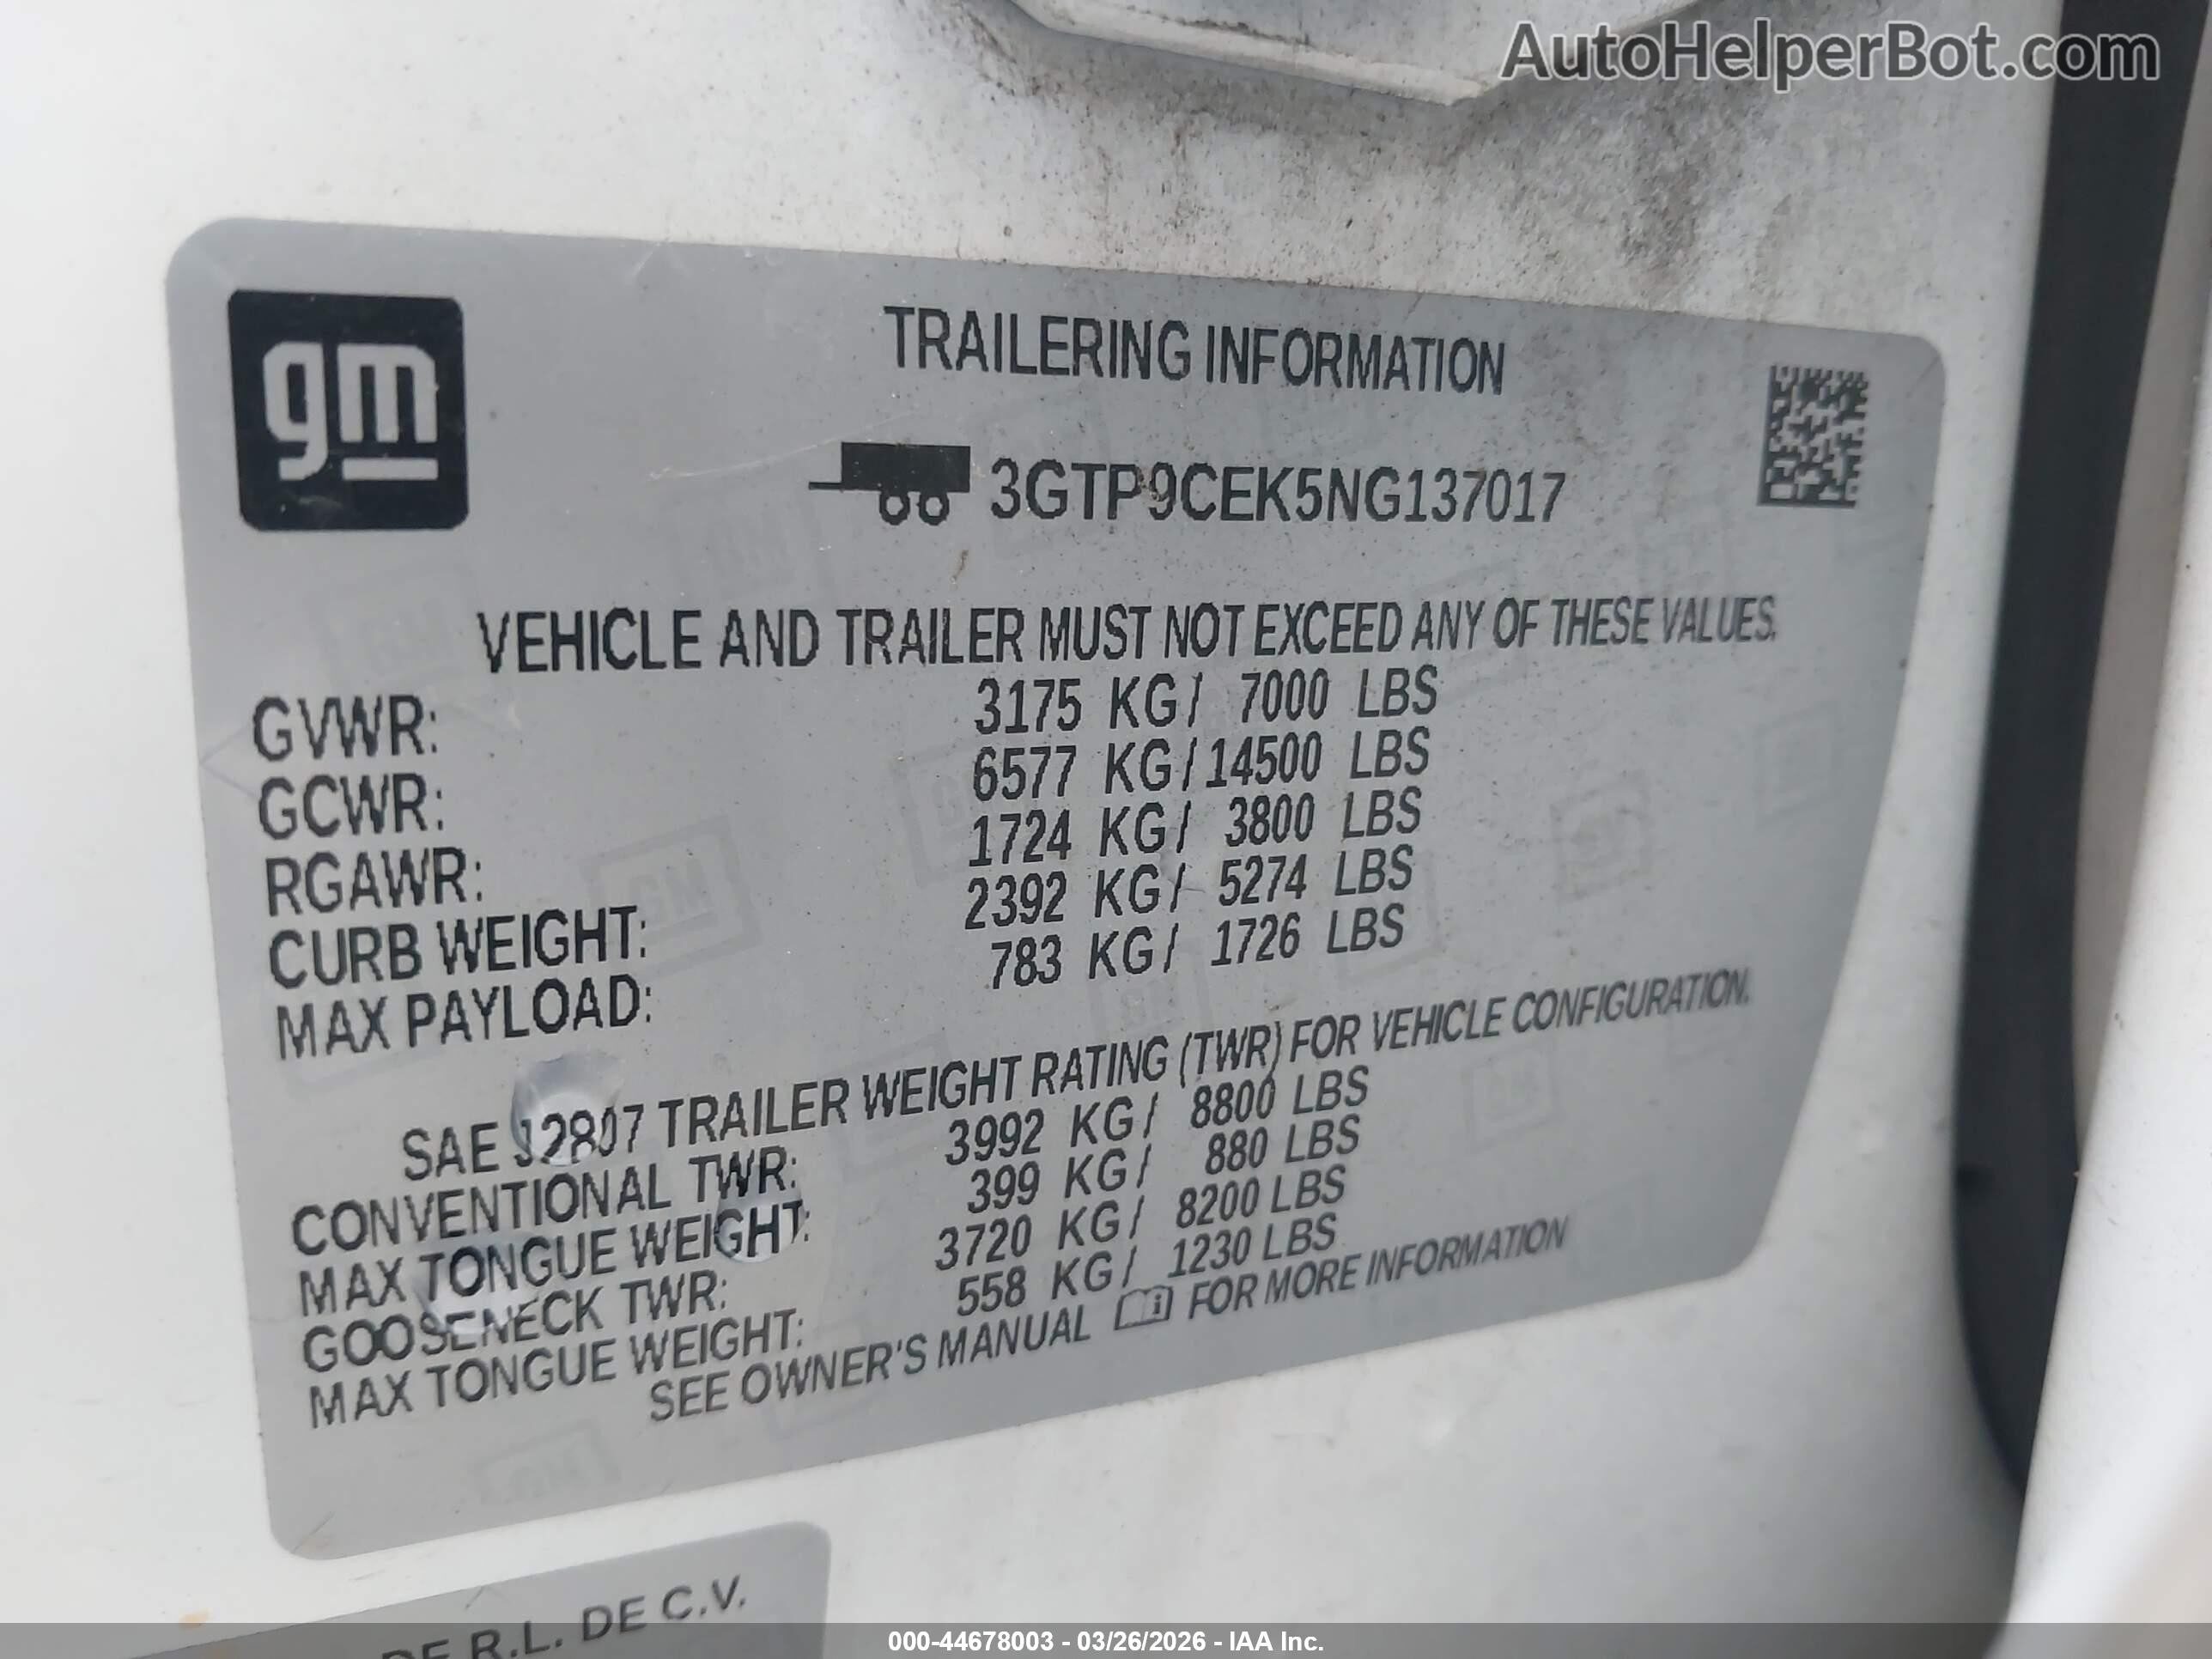 AutoHelperBot.com
gm
TRAILERING INFORMATION
3GTP9CEK5NG137017
VEHICLE AND TRAILER MUST NOT EXCEED ANY OF THESE VALUES.
GVWR: 3175 KG/ 7000 LBS
GCWR: 6577 KG/14500 LBS
RGAWR: 1724 KG/ 3800 LBS
CURB WEIGHT: 2392 KG/ 5274 LBS
MAX PAYLOAD: 783 KG/ 1726 LBS
SAE J2807 TRAILER WEIGHT RATING (TWR) FOR VEHICLE CONFIGURATION.
CONVENTIONAL TWR: 3992 KG/ 8800 LBS
MAX TONGUE WEIGHT: 399 KG/ 880 LBS
GOOSENECK TWR: 3720 KG/ 8200 LBS
MAX TONGUE WEIGHT: 558 KG/ 1230 LBS
SEE OWNER'S MANUAL FOR MORE INFORMATION
DE R.L. DE C.V.
000-44678003 - 03/26/2026 - IAA Inc.